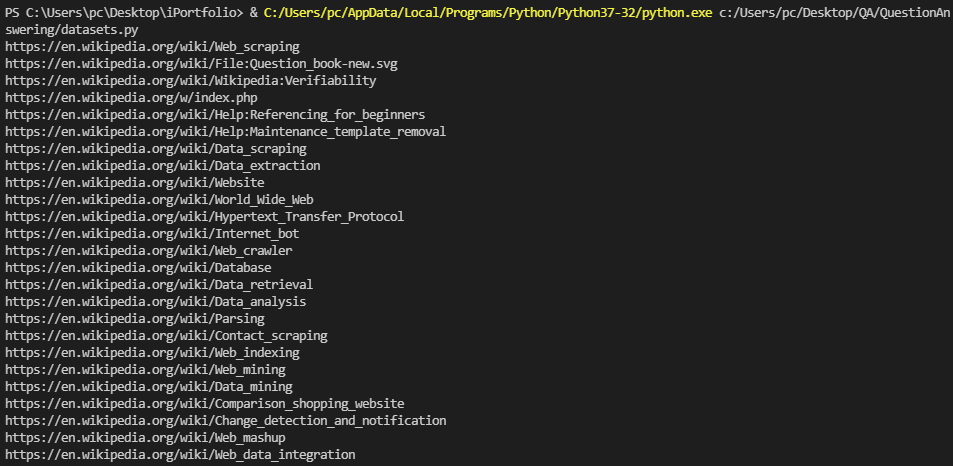 PS C:\Users\pc\Desktop\iPortfolio> & C:/Users/pc/AppData/Local/Programs/Python/Python37-32/python.exe c:/Users/pc/Desktop/QA/QuestionAn
swering/datasets.py
https://en.wikipedia.org/wiki/Web_scraping
https://en.wikipedia.org/wiki/File:Question_book-new.svg
https://en.wikipedia.org/wiki/Wikipedia:Verifiability
https://en.wikipedia.org/w/index.php
https://en.wikipedia.org/wiki/Help:Referencing_for_beginners
https://en.wikipedia.org/wiki/Help:Maintenance_template_removal
https://en.wikipedia.org/wiki/Data_scraping
https://en.wikipedia.org/wiki/Data_extraction
https://en.wikipedia.org/wiki/Website
https://en.wikipedia.org/wiki/World_Wide_Web
https://en.wikipedia.org/wiki/Hypertext_Transfer_Protocol
https://en.wikipedia.org/wiki/Internet_bot
https://en.wikipedia.org/wiki/Web_crawler
https://en.wikipedia.org/wiki/Database
https://en.wikipedia.org/wiki/Data_retrieval
https://en.wikipedia.org/wiki/Data_analysis
https://en.wikipedia.org/wiki/Parsing
https://en.wikipedia.org/wiki/Contact_scraping
https://en.wikipedia.org/wiki/Web_indexing
https://en.wikipedia.org/wiki/Web_mining
https://en.wikipedia.org/wiki/Data_mining
https://en.wikipedia.org/wiki/Comparison_shopping_website
https://en.wikipedia.org/wiki/Change_detection_and_notification
https://en.wikipedia.org/wiki/Web_mashup
https://en.wikipedia.org/wiki/Web_data_integration